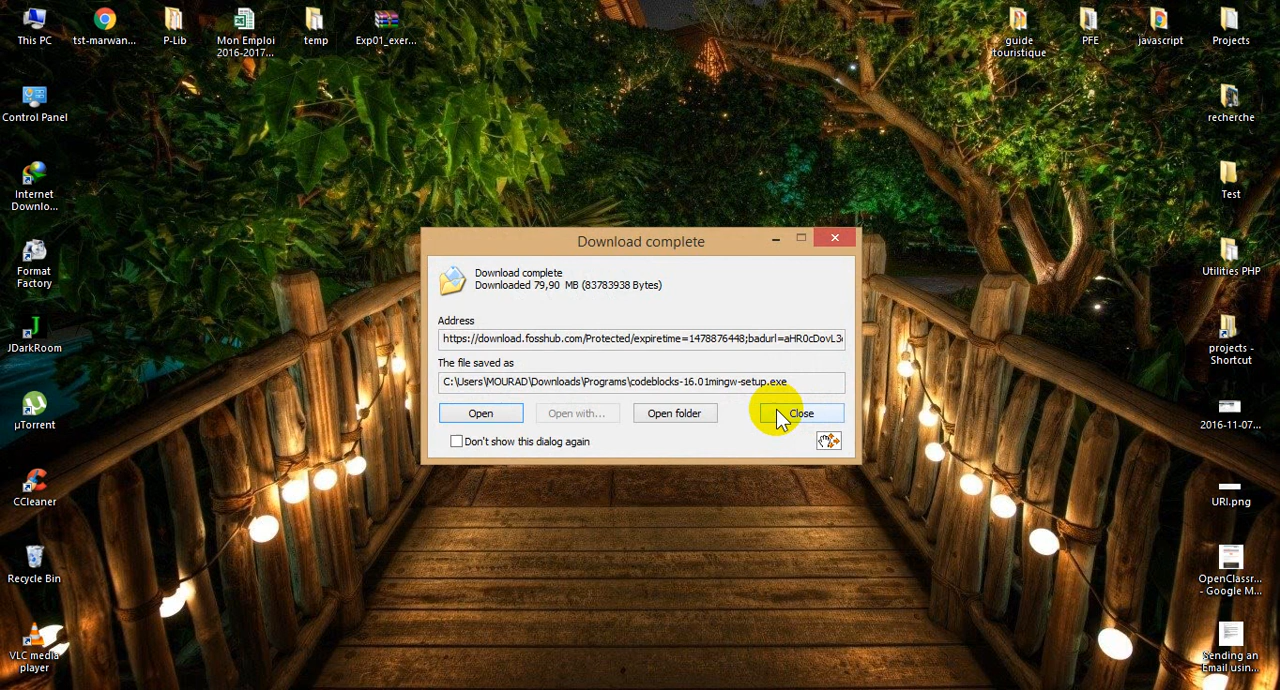 This PC
tst-marwan...
P-Lib
Mon Emploi
2016-2017...
temp
Exp01_exer...
guide
touristique
PFE
javascript
Projects
Control Panel
recherche
Internet
Downlo...
Test
Format
Factory
Utilities PHP
JDarkRoom
projects -
Shortcut
µTorrent
2016-11-07...
CCleaner
URI.png
Recycle Bin
OpenClassr...
- Google M...
VLC media
player
Sending an
Email usin...
Download complete
Download complete
Downloaded 79,90 MB (83783938 Bytes)
Address
https://download.fosshub.com/Protected/expiretime=1478876448;badurl=aHR0cDovL3
The file saved as
C:\Users\MOURAD\Downloads\Programs\codeblocks-16.01mingw-setup.exe
Open
Open with...
Open folder
Close
Don't show this dialog again